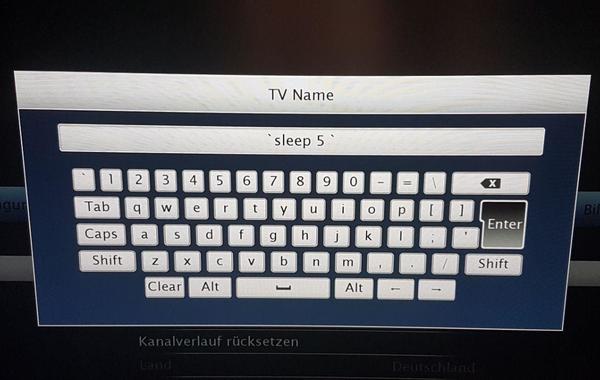 TV Name
`sleep 5 `
` 1 2 3 4 5 6 7 8 9 0 - = \ X
Tab q w e r t y u i o p [ ] Enter
Caps a s d f g h j k l ; '
Shift z x c v b n m , . / Shift
Clear Alt Alt ← →
Kanalverlauf rücksetzen
Land Deutschland